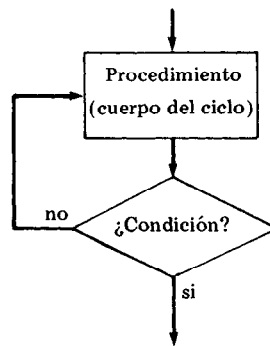 Procedimiento
(cuerpo del ciclo)
¿Condición?
no
si